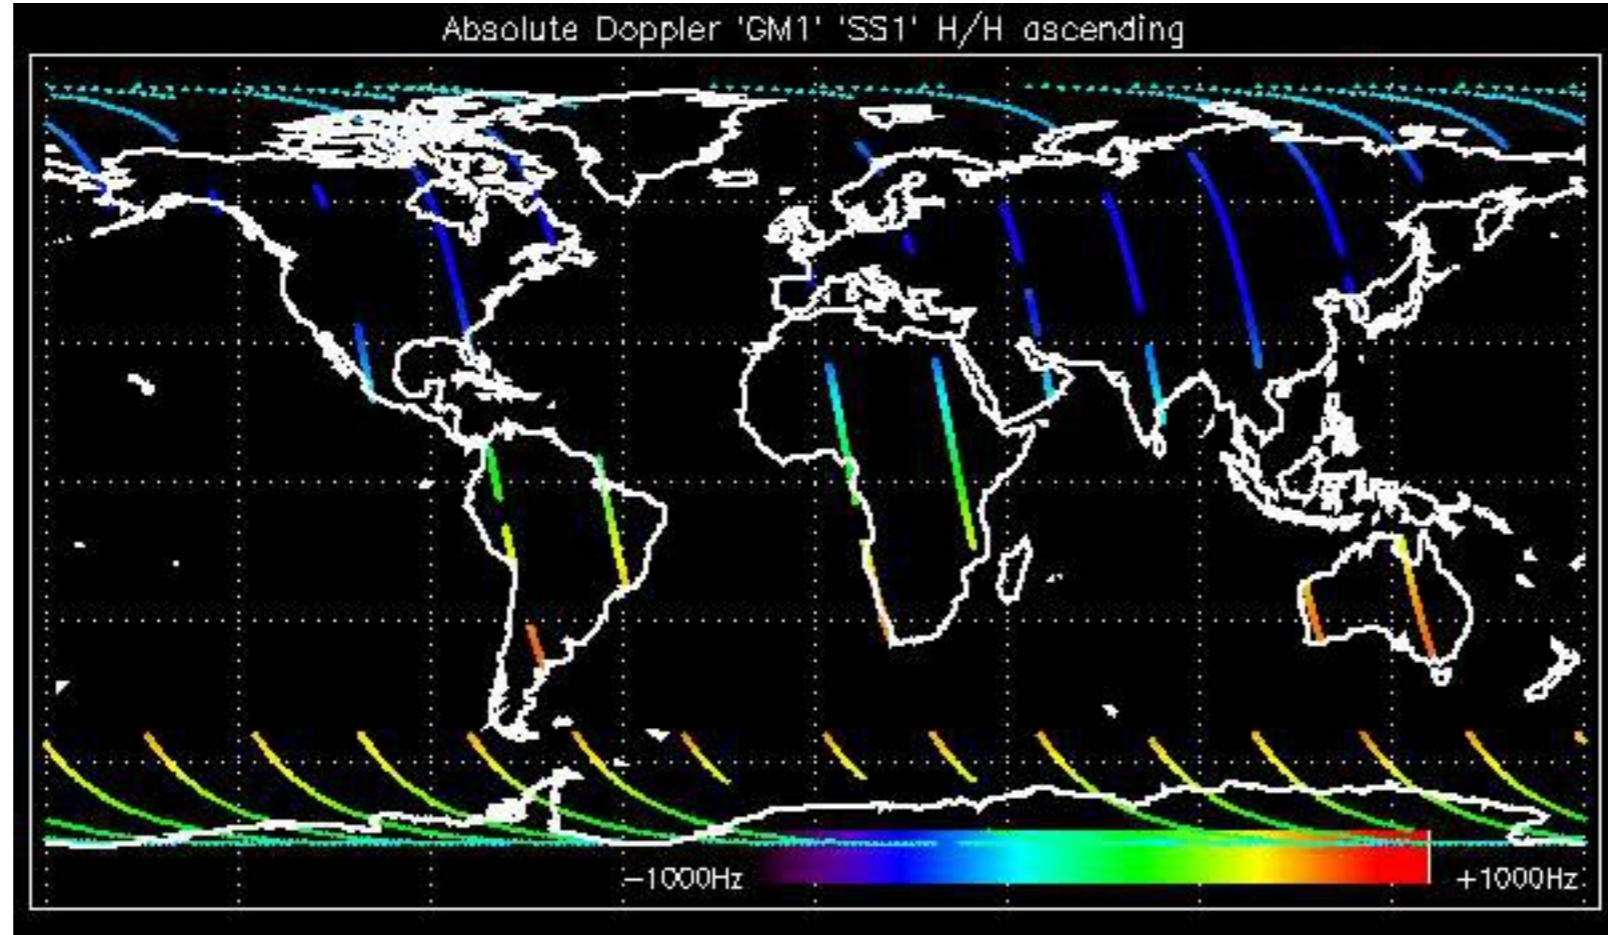 Absolute Doppler 'GM1' 'SS1' H/H ascending
−1000Hz
+1000Hz